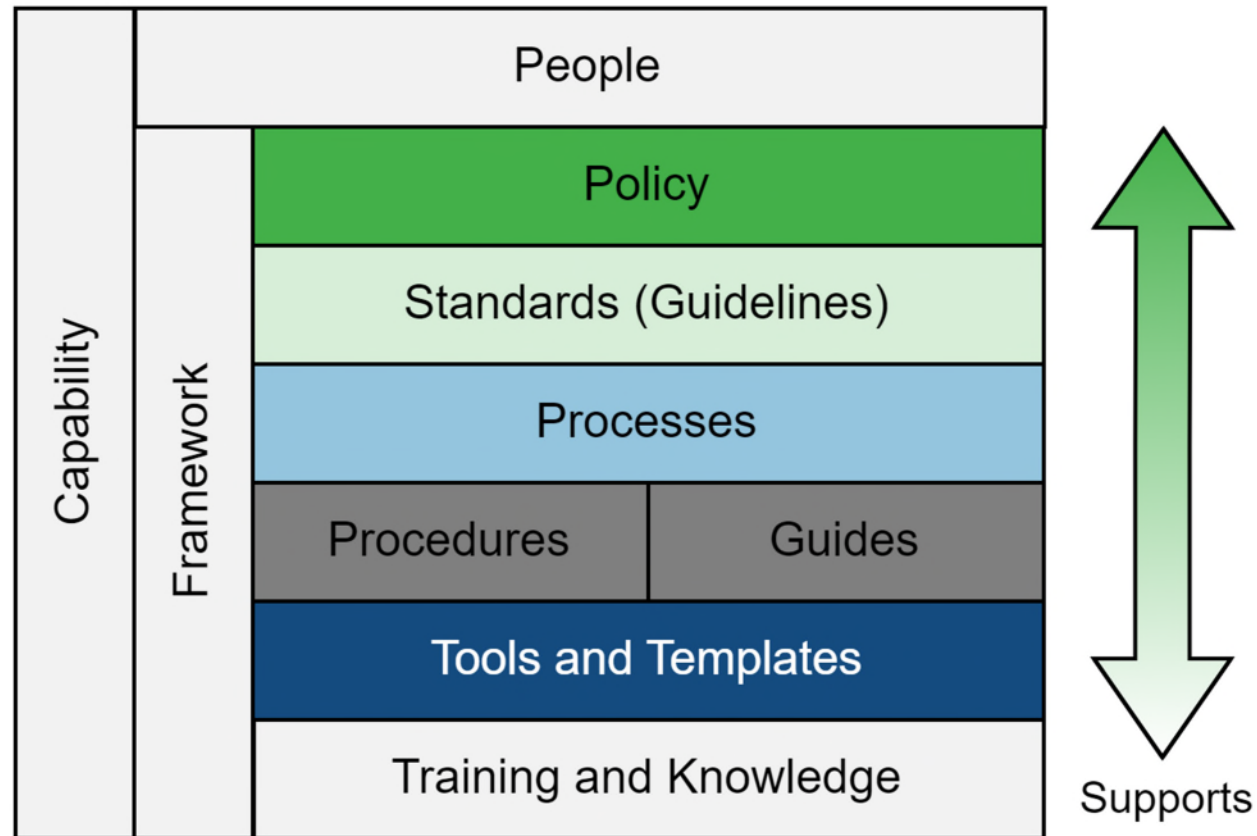 People
Policy
Standards (Guidelines)
Processes
Procedures
Guides
Tools and Templates
Training and Knowledge
Capability
Framework
Supports